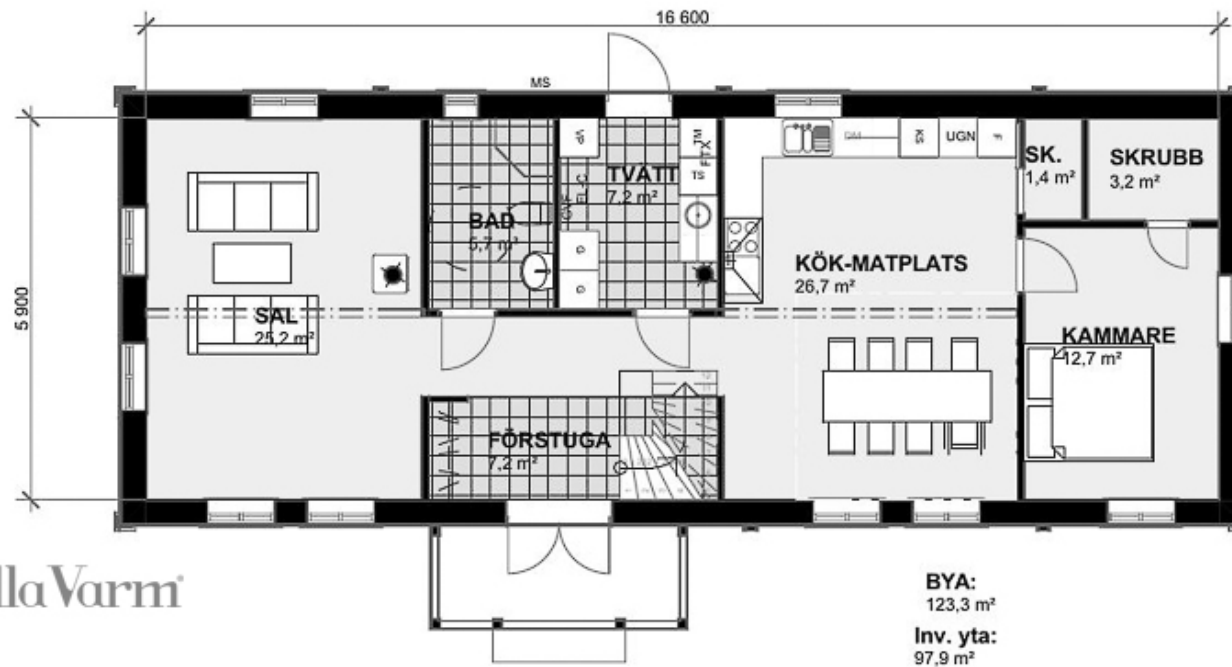 16 600
MS
5 900
VP
TM
FTX
TS
EL-C
G
G
DM
KS
UGN
F
SK.
1,4 m²
SKRUBB
3,2 m²
TVÄTT
7,2 m²
BAD
5,7 m²
KÖK-MATPLATS
26,7 m²
SAL
25,2 m²
KAMMARE
12,7 m²
FÖRSTUGA
7,2 m²
lla Varm
BYA:
123,3 m²
Inv. yta:
97,9 m²